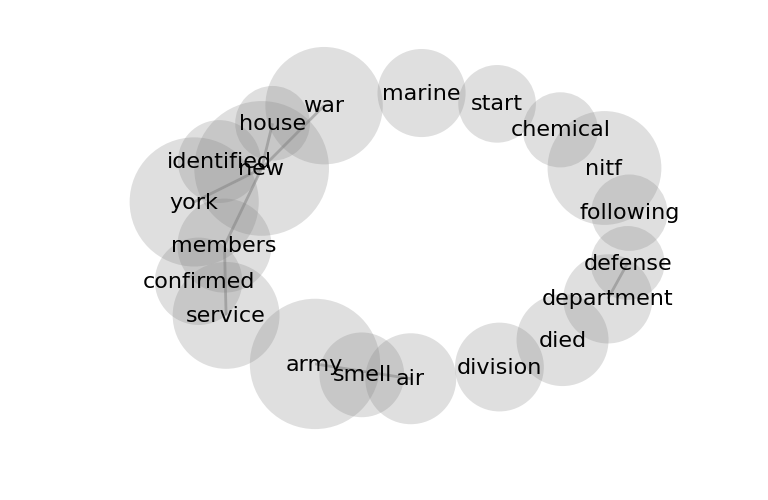 marine
war
start
house
chemical
identified
new
nitf
york
following
members
defense
confirmed
department
service
died
army
smell
division
air